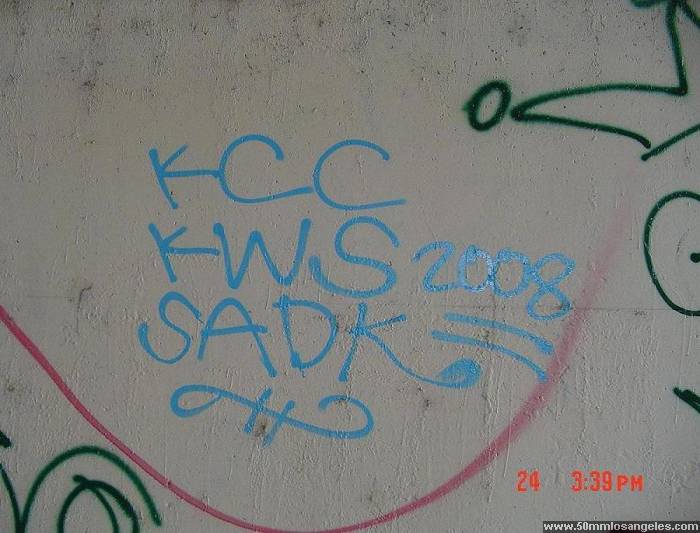 KCC
KWS 2008
SADK
24 3:39 PM
www.50mmlosangeles.com